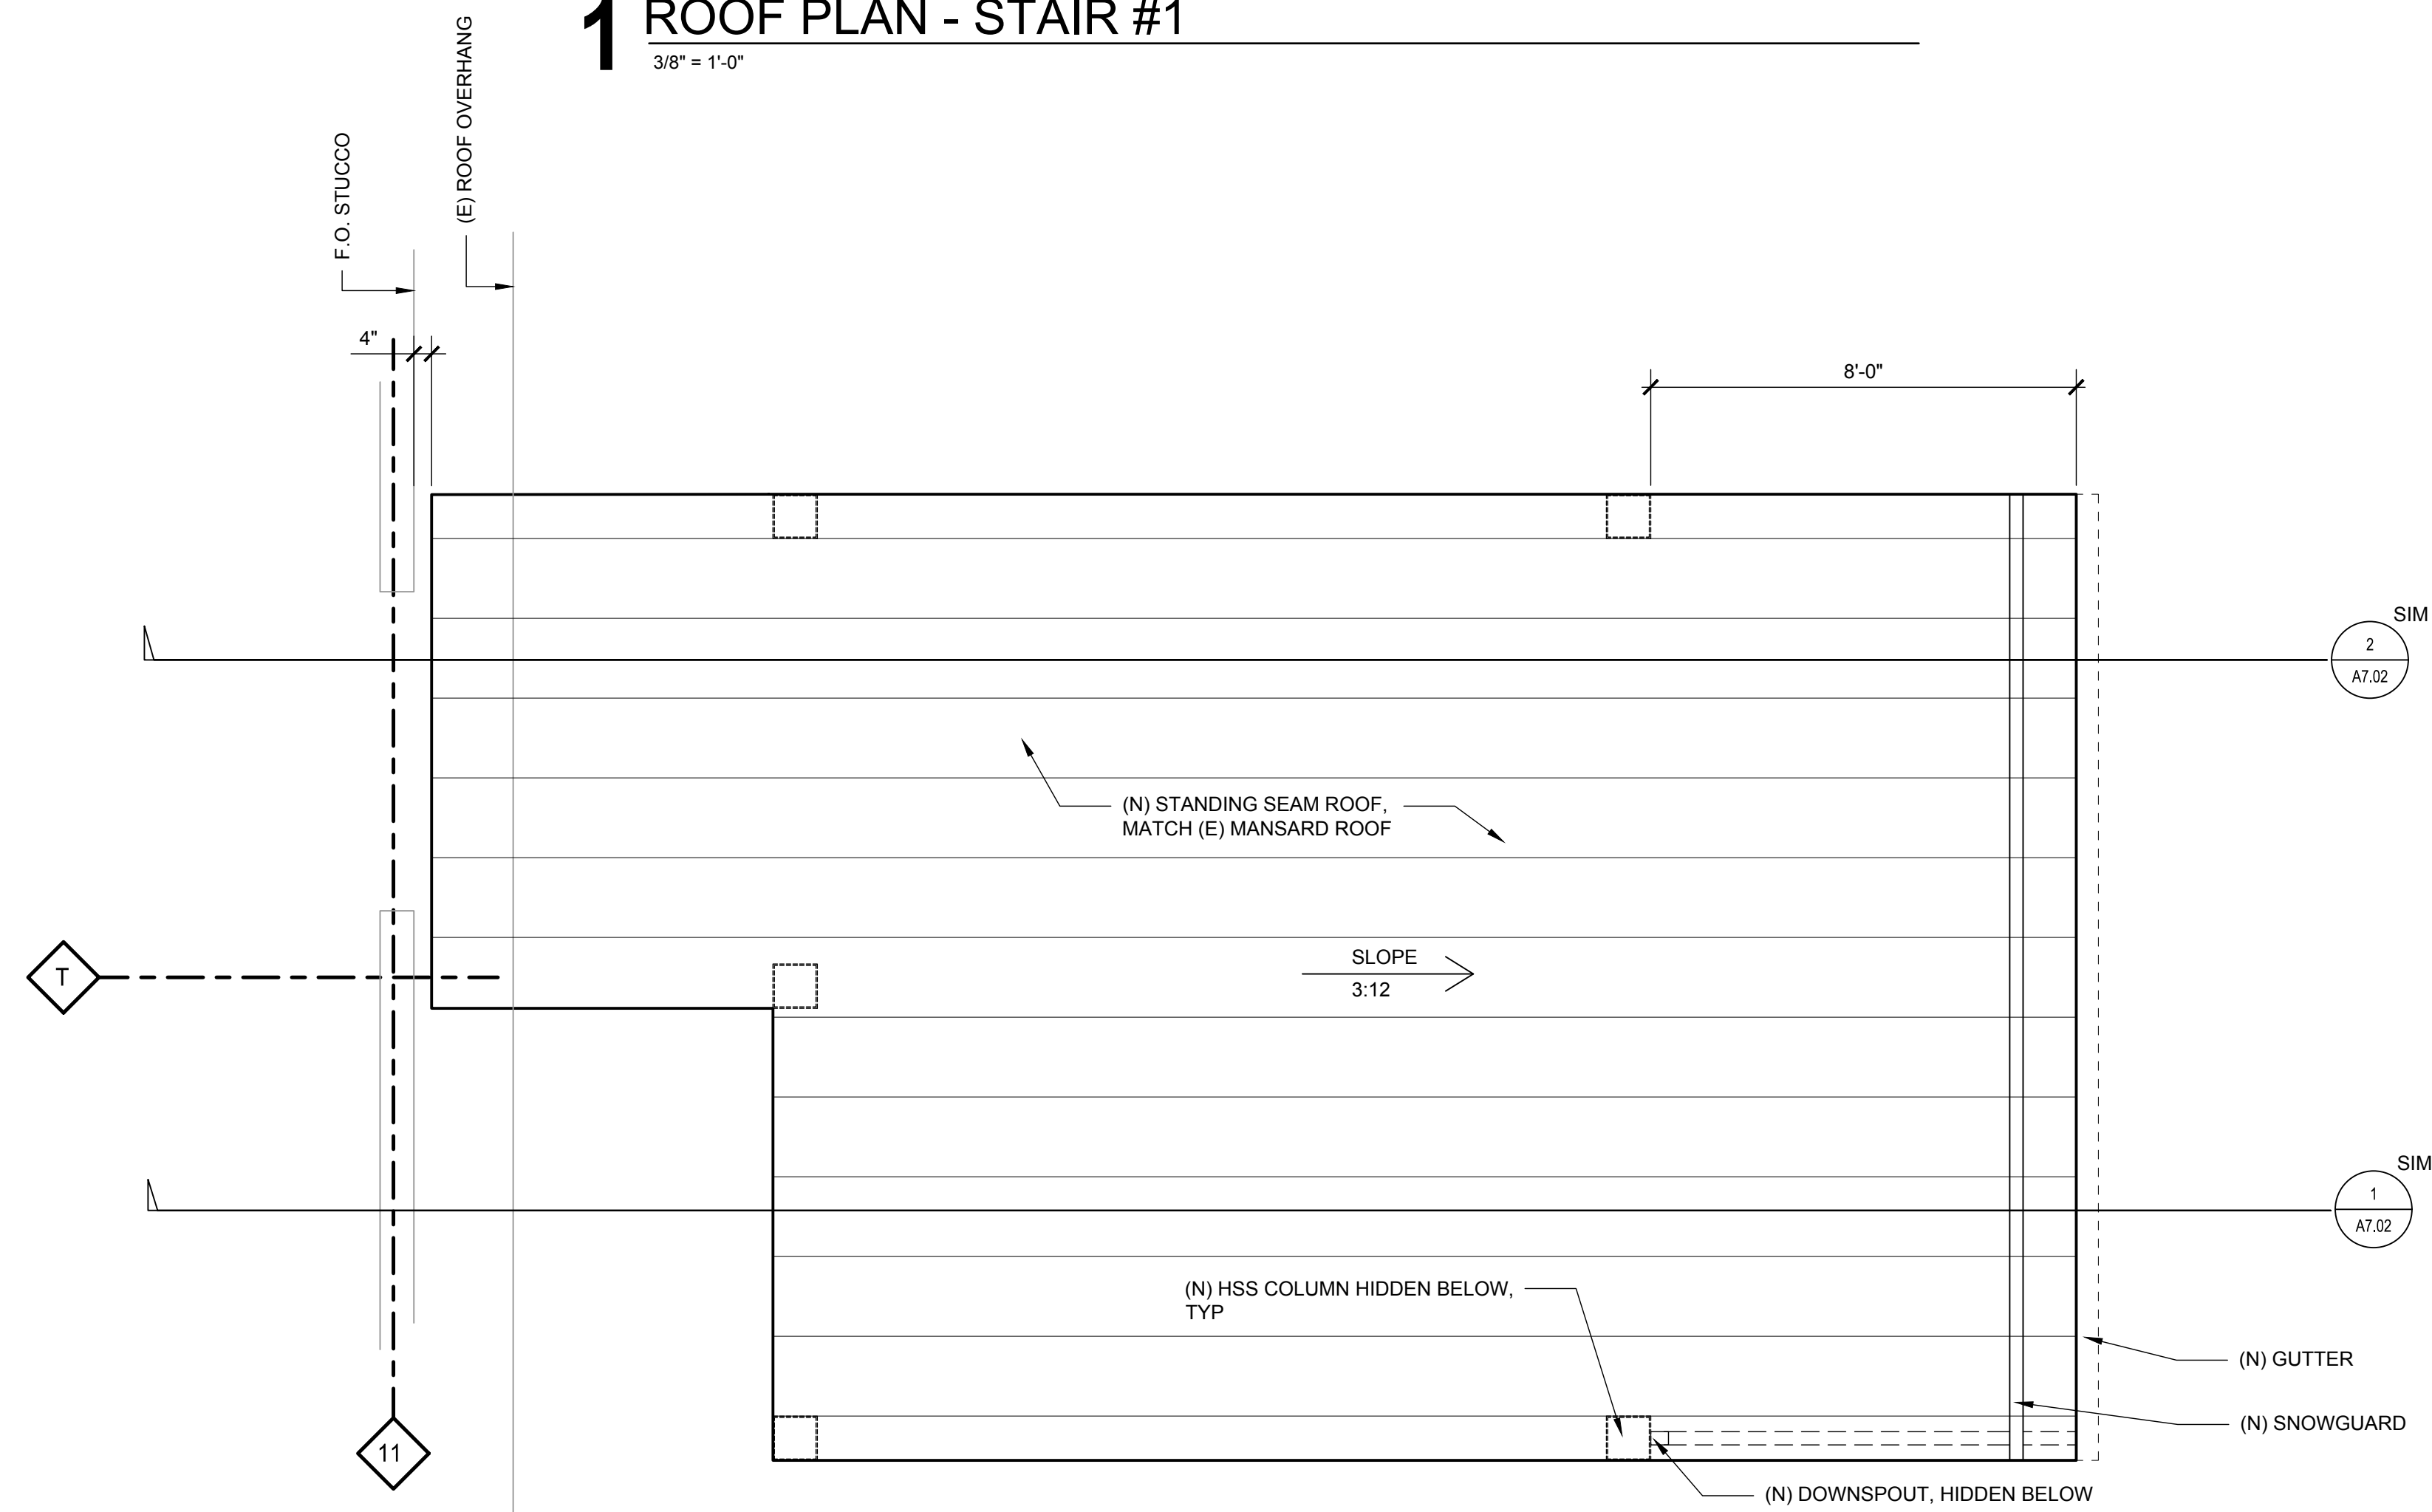 1 ROOF PLAN - STAIR #1
3/8" = 1'-0"
F.O. STUCCO
(E) ROOF OVERHANG
4"
8'-0"
SIM
2
A7.02
(N) STANDING SEAM ROOF,
MATCH (E) MANSARD ROOF
SLOPE
3:12
T
SIM
1
A7.02
(N) HSS COLUMN HIDDEN BELOW,
TYP
(N) GUTTER
(N) SNOWGUARD
11
(N) DOWNSPOUT, HIDDEN BELOW